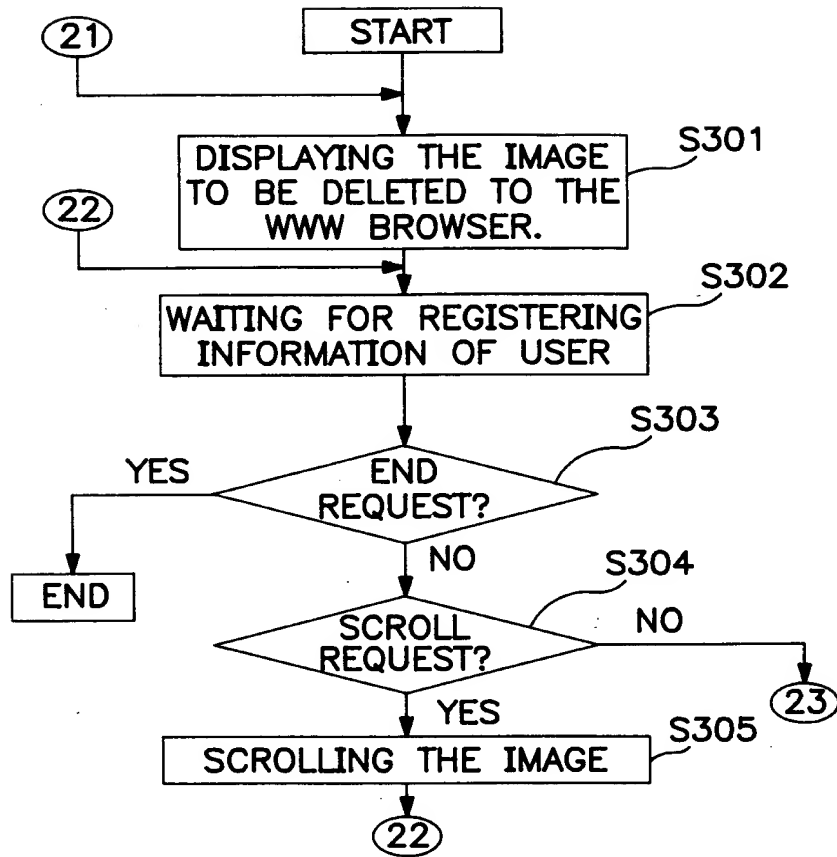 21
START
S301
DISPLAYING THE IMAGE
TO BE DELETED TO THE
WWW BROWSER.
22
S302
WAITING FOR REGISTERING
INFORMATION OF USER
S303
YES
END
REQUEST?
NO
END
S304
SCROLL
REQUEST?
NO
23
YES
S305
SCROLLING THE IMAGE
22